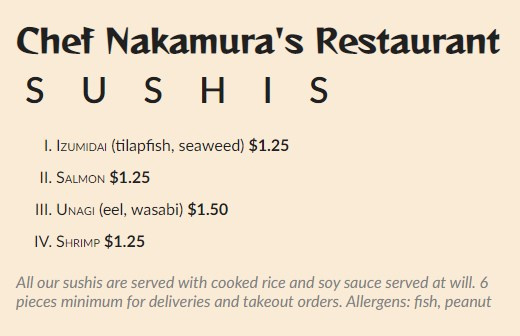 Chef Nakamura's Restaurant
S U S H I S
I. Izumidai (tilapfish, seaweed) $1.25
II. Salmon $1.25
III. Unagi (eel, wasabi) $1.50
IV. Shrimp $1.25
All our sushis are served with cooked rice and soy sauce served at will. 6
pieces minimum for deliveries and takeout orders. Allergens: fish, peanut